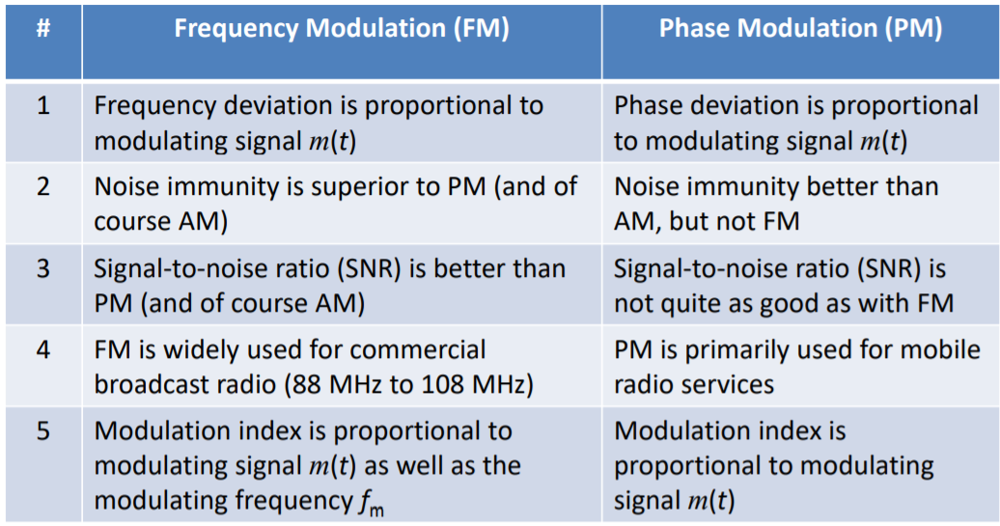 # Frequency Modulation (FM) Phase Modulation (PM)
1 Frequency deviation is proportional to
modulating signal m(t)
Phase deviation is proportional
to modulating signal m(t)
2 Noise immunity is superior to PM (and of
course AM)
Noise immunity better than
AM, but not FM
3 Signal-to-noise ratio (SNR) is better than
PM (and of course AM)
Signal-to-noise ratio (SNR) is
not quite as good as with FM
4 FM is widely used for commercial
broadcast radio (88 MHz to 108 MHz)
PM is primarily used for mobile
radio services
5 Modulation index is proportional to
modulating signal m(t) as well as the
modulating frequency fm
Modulation index is
proportional to modulating
signal m(t)